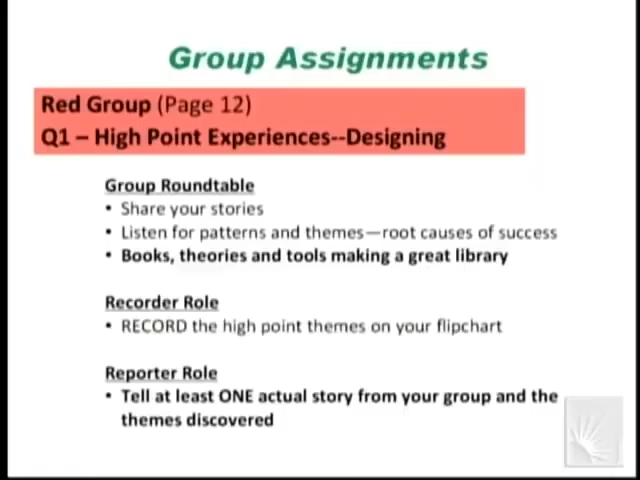 Group Assignments
Red Group (Page 12)
Q1 – High Point Experiences--Designing
Group Roundtable
• Share your stories
• Listen for patterns and themes—root causes of success
• Books, theories and tools making a great library
Recorder Role
• RECORD the high point themes on your flipchart
Reporter Role
• Tell at least ONE actual story from your group and the
themes discovered